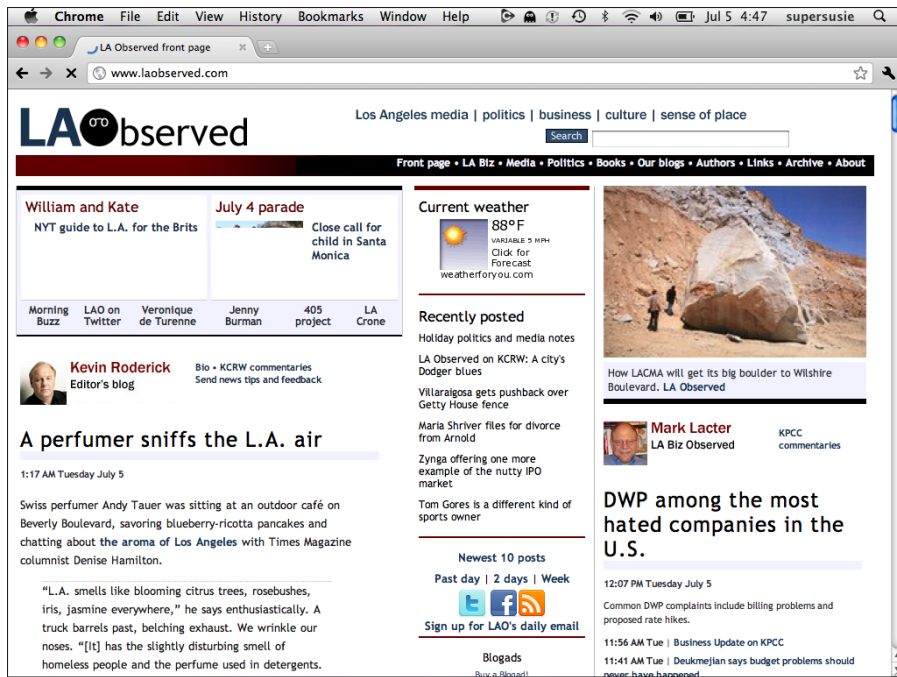 Chrome File Edit View History Bookmarks Window Help Jul 5 4:47 supersusie
LA Observed front page
www.laobserved.com
LAObserved
Los Angeles media | politics | business | culture | sense of place
Search
Front page • LA Biz • Media • Politics • Books • Our blogs • Authors • Links • Archive • About
William and Kate
NYT guide to L.A. for the Brits
July 4 parade
Close call for
child in Santa
Monica
Morning
Buzz
LAO on
Twitter
Veronique
de Turenne
Jenny
Burman
405
project
LA
Crone
Kevin Roderick
Editor's blog
Bio • KCRW commentaries
Send news tips and feedback
A perfumer sniffs the L.A. air
1:17 AM Tuesday July 5
Swiss perfumer Andy Tauer was sitting at an outdoor café on
Beverly Boulevard, savoring blueberry-ricotta pancakes and
chatting about the aroma of Los Angeles with Times Magazine
columnist Denise Hamilton.
“L.A. smells like blooming citrus trees, rosebushes,
iris, jasmine everywhere,” he says enthusiastically. A
truck barrels past, belching exhaust. We wrinkle our
noses. “[It] has the slightly disturbing smell of
homeless people and the perfume used in detergents.
Current weather
88°F
VARIABLE 5 MPH
Click for
Forecast
weatherforyou.com
Recently posted
Holiday politics and media notes
LA Observed on KCRW: A city's
Dodger blues
Villaraigosa gets pushback over
Getty House fence
Maria Shriver files for divorce
from Arnold
Zynga offering one more
example of the nutty IPO
market
Tom Gores is a different kind of
sports owner
Newest 10 posts
Past day | 2 days | Week
Sign up for LAO's daily email
Blogads
Buy a Blogad!
How LACMA will get its big boulder to Wilshire
Boulevard. LA Observed
Mark Lacter
LA Biz Observed
KPCC
commentaries
DWP among the most
hated companies in the
U.S.
12:07 PM Tuesday July 5
Common DWP complaints include billing problems and
proposed rate hikes.
11:56 AM Tue | Business Update on KPCC
11:41 AM Tue | Deukmejian says budget problems should
never have happened